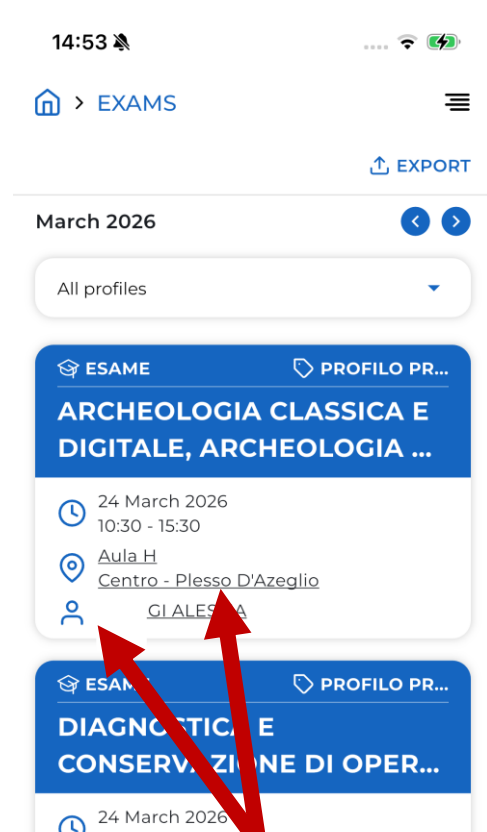 14:53
> EXAMS
EXPORT
March 2026
All profiles
ESAME PROFILO PR...
ARCHEOLOGIA CLASSICA E
DIGITALE, ARCHEOLOGIA ...
24 March 2026
10:30 - 15:30
Aula H
Centro - Plesso D'Azeglio
GI
ESAME PROFILO PR...
DIAGNOSTICA E
CONSERVAZIONE DI OPER...
24 March 2026